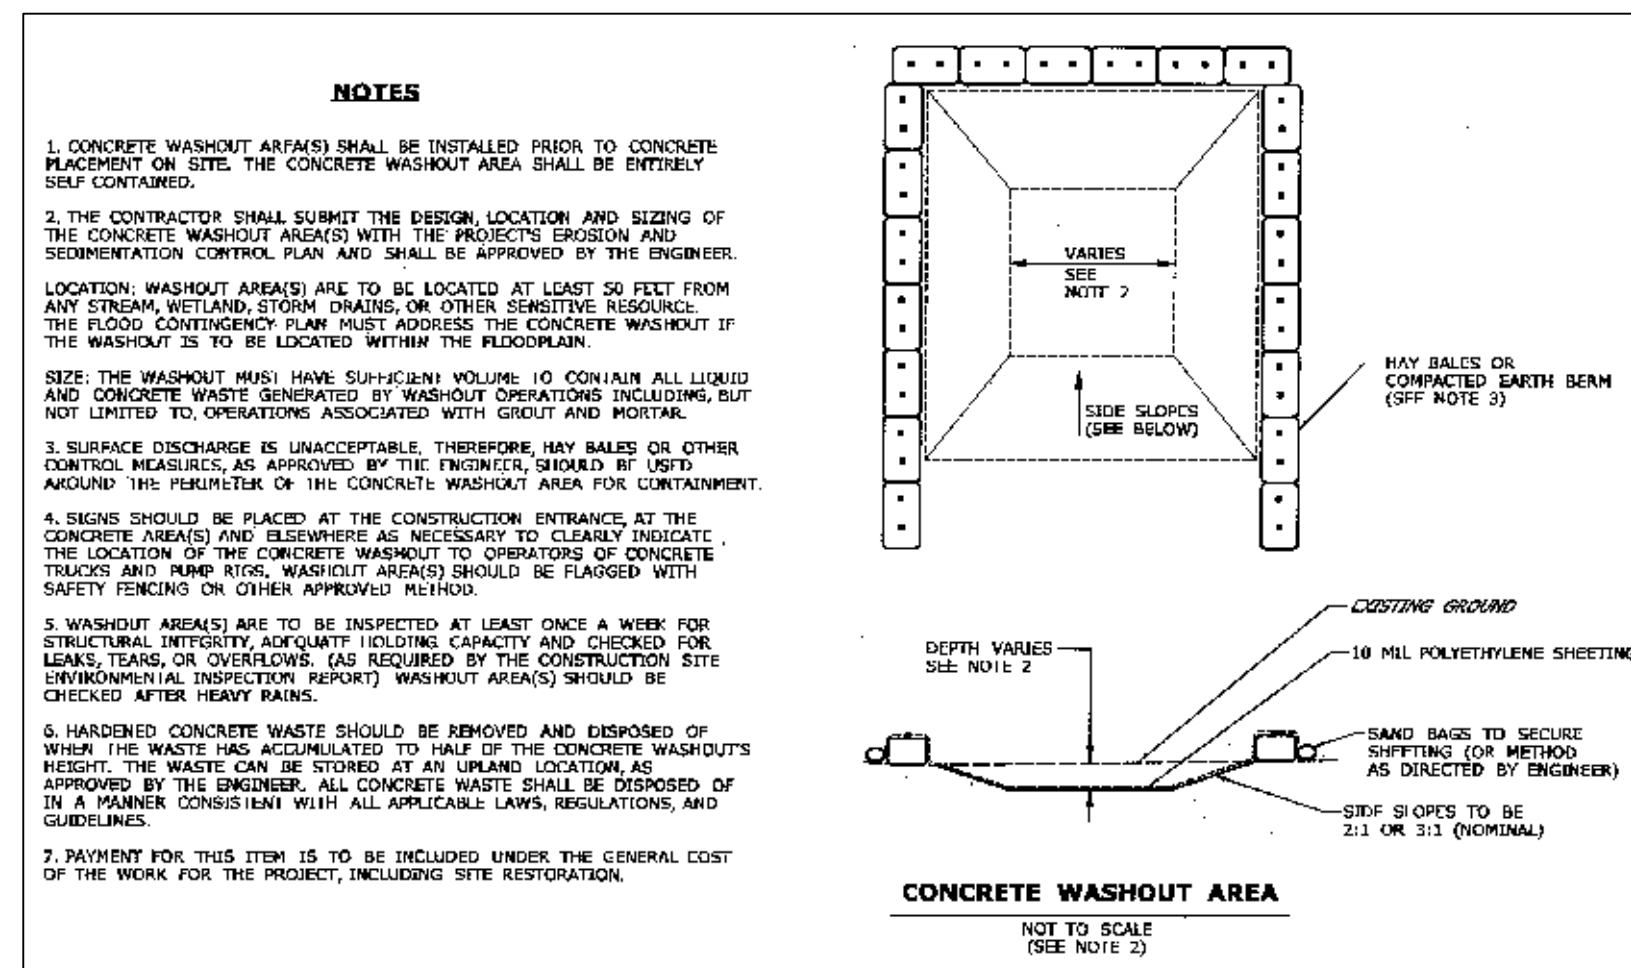 NOTES
1. CONCRETE WASHOUT AREA(S) SHALL BE INSTALLED PRIOR TO CONCRETE
PLACEMENT ON SITE. THE CONCRETE WASHOUT AREA SHALL BE ENTIRELY
SELF CONTAINED.
2. THE CONTRACTOR SHALL SUBMIT THE DESIGN, LOCATION AND SIZING OF
THE CONCRETE WASHOUT AREA(S) WITH THE PROJECT'S EROSION AND
SEDIMENTATION CONTROL PLAN AND SHALL BE APPROVED BY THE ENGINEER.
LOCATION: WASHOUT AREA(S) ARE TO BE LOCATED AT LEAST 50 FEET FROM
ANY STREAM, WETLAND, STORM DRAINS, OR OTHER SENSITIVE RESOURCE.
THE FLOOD CONTINGENCY PLAN MUST ADDRESS THE CONCRETE WASHOUT IF
THE WASHOUT IS TO BE LOCATED WITHIN THE FLOODPLAIN.
SIZE: THE WASHOUT MUST HAVE SUFFICIENT VOLUME TO CONTAIN ALL LIQUID
AND CONCRETE WASTE GENERATED BY WASHOUT OPERATIONS INCLUDING, BUT
NOT LIMITED TO, OPERATIONS ASSOCIATED WITH GROUT AND MORTAR.
3. SURFACE DISCHARGE IS UNACCEPTABLE, THEREFORE, HAY BALES OR OTHER
CONTROL MEASURES, AS APPROVED BY THE ENGINEER, SHOULD BE USED
AROUND THE PERIMETER OF THE CONCRETE WASHOUT AREA FOR CONTAINMENT.
4. SIGNS SHOULD BE PLACED AT THE CONSTRUCTION ENTRANCE, AT THE
CONCRETE AREA(S) AND ELSEWHERE AS NECESSARY TO CLEARLY INDICATE
THE LOCATION OF THE CONCRETE WASHOUT TO OPERATORS OF CONCRETE
TRUCKS AND PUMP RIGS. WASHOUT AREA(S) SHOULD BE FLAGGED WITH
SAFETY FENCING OR OTHER APPROVED METHOD.
5. WASHOUT AREA(S) ARE TO BE INSPECTED AT LEAST ONCE A WEEK FOR
STRUCTURAL INTEGRITY, ADEQUATE HOLDING CAPACITY AND CHECKED FOR
LEAKS, TEARS, OR OVERFLOWS. (AS REQUIRED BY THE CONSTRUCTION SITE
ENVIRONMENTAL INSPECTION REPORT) WASHOUT AREA(S) SHOULD BE
CHECKED AFTER HEAVY RAINS.
6. HARDENED CONCRETE WASTE SHOULD BE REMOVED AND DISPOSED OF
WHEN THE WASTE HAS ACCUMULATED TO HALF OF THE CONCRETE WASHOUT'S
HEIGHT. THE WASTE CAN BE STORED AT AN UPLAND LOCATION, AS
APPROVED BY THE ENGINEER. ALL CONCRETE WASTE SHALL BE DISPOSED OF
IN A MANNER CONSISTENT WITH ALL APPLICABLE LAWS, REGULATIONS, AND
GUIDELINES.
7. PAYMENT FOR THIS ITEM IS TO BE INCLUDED UNDER THE GENERAL COST
OF THE WORK FOR THE PROJECT, INCLUDING SITE RESTORATION.
VARIES
SEE
NOTE 2
SIDE SLOPES
(SEE BELOW)
HAY BALES OR
COMPACTED EARTH BERM
(SEE NOTE 3)
EXISTING GROUND
DEPTH VARIES
SEE NOTE 2
10 MIL POLYETHYLENE SHEETING
SAND BAGS TO SECURE
SHEETING (OR METHOD
AS DIRECTED BY ENGINEER)
SIDE SLOPES TO BE
2:1 OR 3:1 (NOMINAL)
CONCRETE WASHOUT AREA
NOT TO SCALE
(SEE NOTE 2)